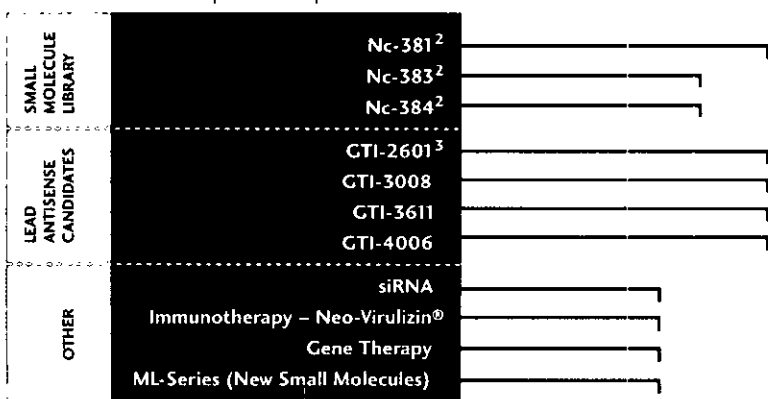 SMALL
MOLECULE
LIBRARY
Nc-381²
Nc-383²
Nc-384²
LEAD
ANTISENSE
CANDIDATES
GTI-2601³
GTI-3008
GTI-3611
GTI-4006
OTHER
siRNA
Immunotherapy – Neo-Virulizin®
Gene Therapy
ML-Series (New Small Molecules)